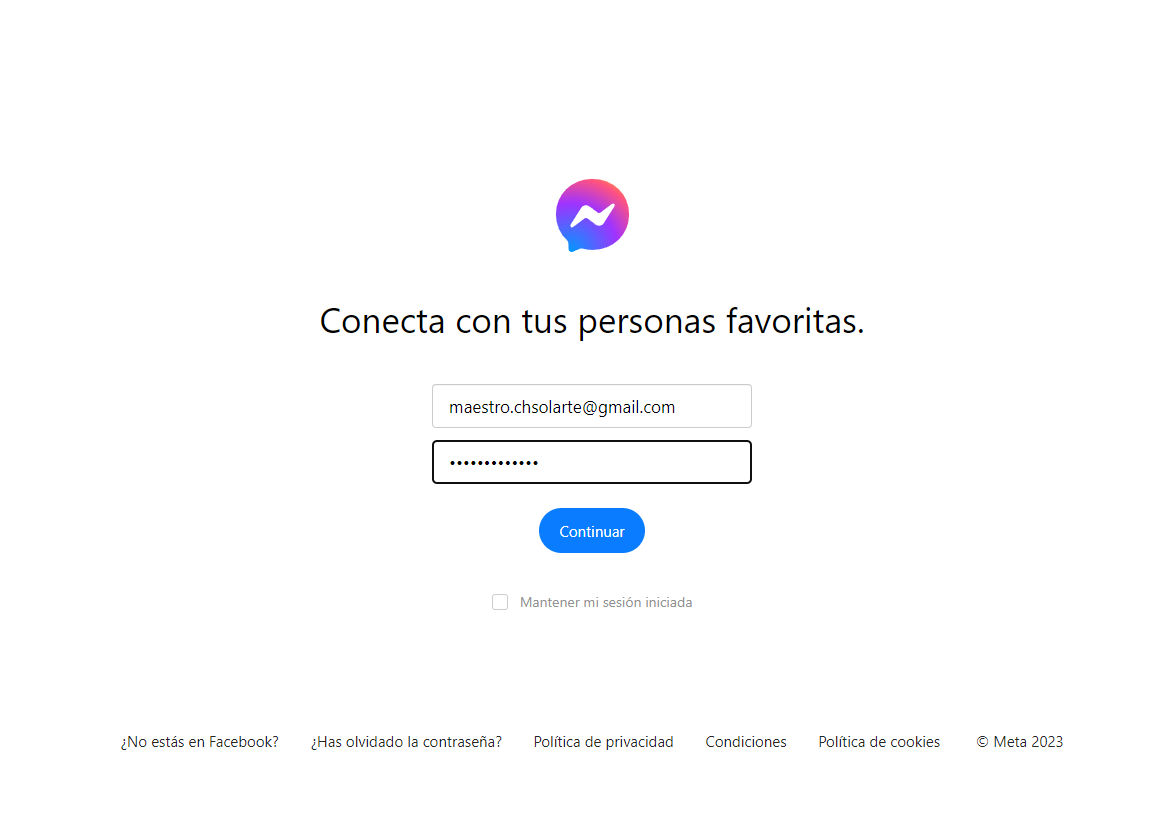 Conecta con tus personas favoritas.
maestro.chsolarte@gmail.com
•••••••••••••
Continuar
Mantener mi sesión iniciada
¿No estás en Facebook? ¿Has olvidado la contraseña? Política de privacidad Condiciones Política de cookies © Meta 2023